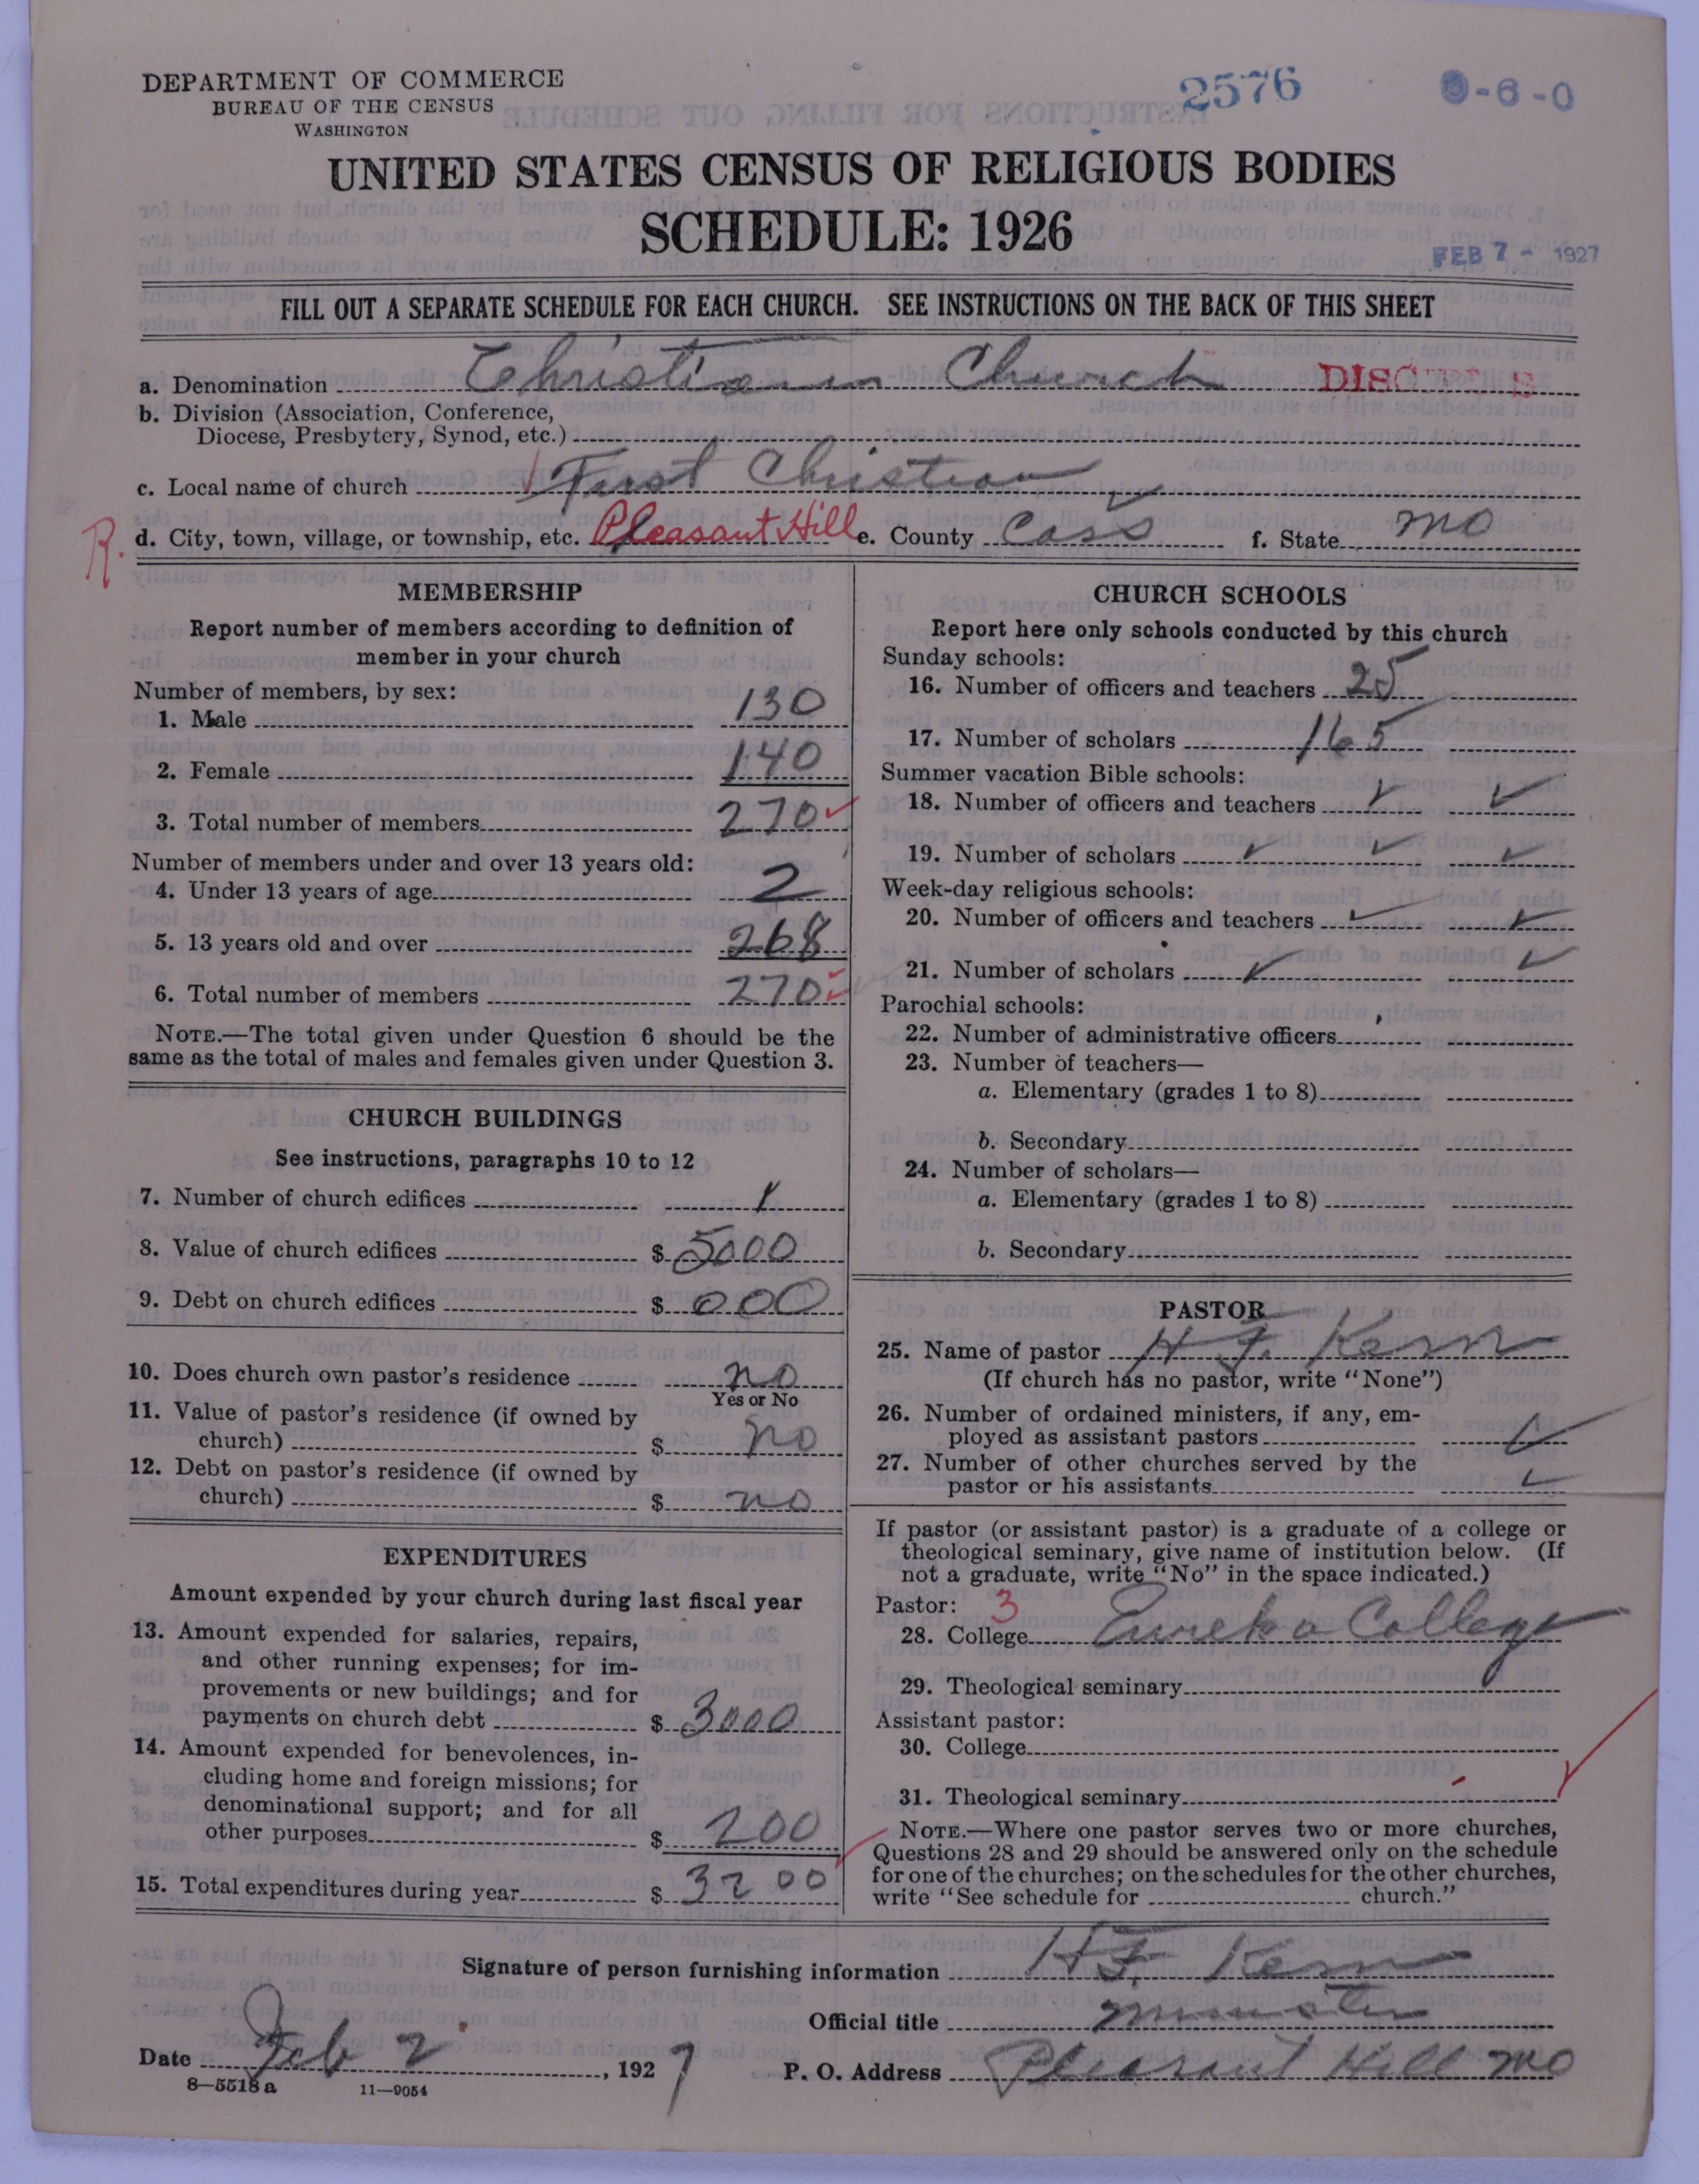 DEPARTMENT OF COMMERCE
BUREAU OF THE CENSUS
WASHINGTON
2576
-6-0
UNITED STATES CENSUS OF RELIGIOUS BODIES
SCHEDULE: 1926
FEB 7 - 1927
FILL OUT A SEPARATE SCHEDULE FOR EACH CHURCH. SEE INSTRUCTIONS ON THE BACK OF THIS SHEET
a. Denomination Christian Church
b. Division (Association, Conference,
Diocese, Presbytery, Synod, etc.)
c. Local name of church First Christian
R. d. City, town, village, or township, etc. Pleasant Hill e. County Cass f. State Mo
MEMBERSHIP
Report number of members according to definition of
member in your church
Number of members, by sex:
1. Male 130
2. Female 140
3. Total number of members 270
Number of members under and over 13 years old:
4. Under 13 years of age 2
5. 13 years old and over 268
6. Total number of members 270
NOTE.—The total given under Question 6 should be the
same as the total of males and females given under Question 3.
CHURCH BUILDINGS
See instructions, paragraphs 10 to 12
7. Number of church edifices 1
8. Value of church edifices $ 5000
9. Debt on church edifices $ 000
10. Does church own pastor's residence no
Yes or No
11. Value of pastor's residence (if owned by
church) $ no
12. Debt on pastor's residence (if owned by
church) $ no
EXPENDITURES
Amount expended by your church during last fiscal year
13. Amount expended for salaries, repairs,
and other running expenses; for im-
provements or new buildings; and for
payments on church debt $ 3000
14. Amount expended for benevolences, in-
cluding home and foreign missions; for
denominational support; and for all
other purposes $ 200
15. Total expenditures during year $ 3200
CHURCH SCHOOLS
Report here only schools conducted by this church
Sunday schools:
16. Number of officers and teachers 25
17. Number of scholars 165
Summer vacation Bible schools:
18. Number of officers and teachers
19. Number of scholars
Week-day religious schools:
20. Number of officers and teachers
21. Number of scholars
Parochial schools:
22. Number of administrative officers
23. Number of teachers—
a. Elementary (grades 1 to 8)
b. Secondary
24. Number of scholars—
a. Elementary (grades 1 to 8)
b. Secondary
PASTOR
25. Name of pastor H. F. Kern
(If church has no pastor, write "None")
26. Number of ordained ministers, if any, em-
ployed as assistant pastors
27. Number of other churches served by the
pastor or his assistants
If pastor (or assistant pastor) is a graduate of a college or
theological seminary, give name of institution below. (If
not a graduate, write "No" in the space indicated.)
Pastor: 3
28. College Eureka College
29. Theological seminary
Assistant pastor:
30. College
31. Theological seminary
NOTE.—Where one pastor serves two or more churches,
Questions 28 and 29 should be answered only on the schedule
for one of the churches; on the schedules for the other churches,
write "See schedule for church."
Signature of person furnishing information H F. Kern
Official title minister
Date Feb 2, 1927 P. O. Address Pleasant Hill Mo
8—5518 a 11—9054